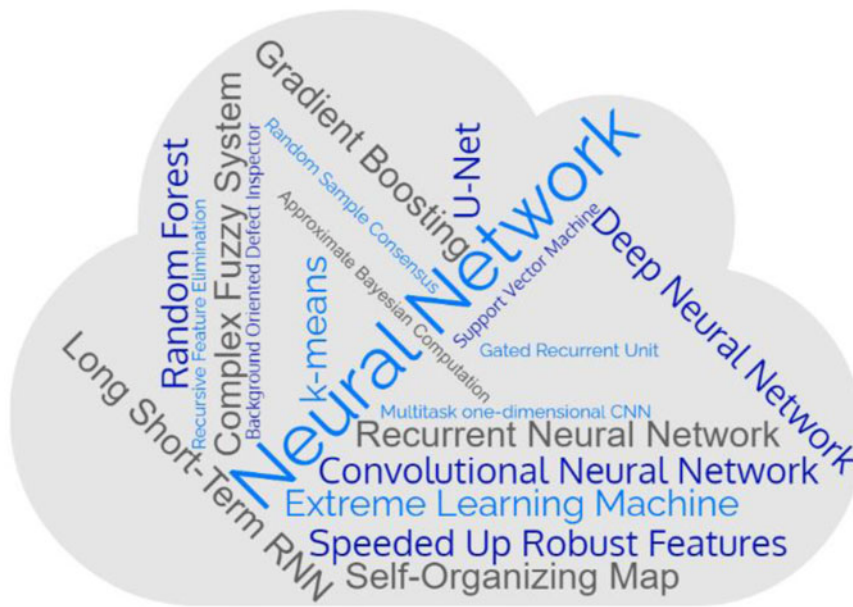 Gradient Boosting
U-Net
Random Forest
Recursive Feature Elimination
Complex Fuzzy System
Background Oriented Defect Inspector
Random Sample Consensus
Approximate Bayesian Computation
k-means
Neural Network
Support Vector Machine
Deep Neural Network
Gated Recurrent Unit
Long Short-Term RNN
Multitask one-dimensional CNN
Recurrent Neural Network
Convolutional Neural Network
Extreme Learning Machine
Speeded Up Robust Features
Self-Organizing Map